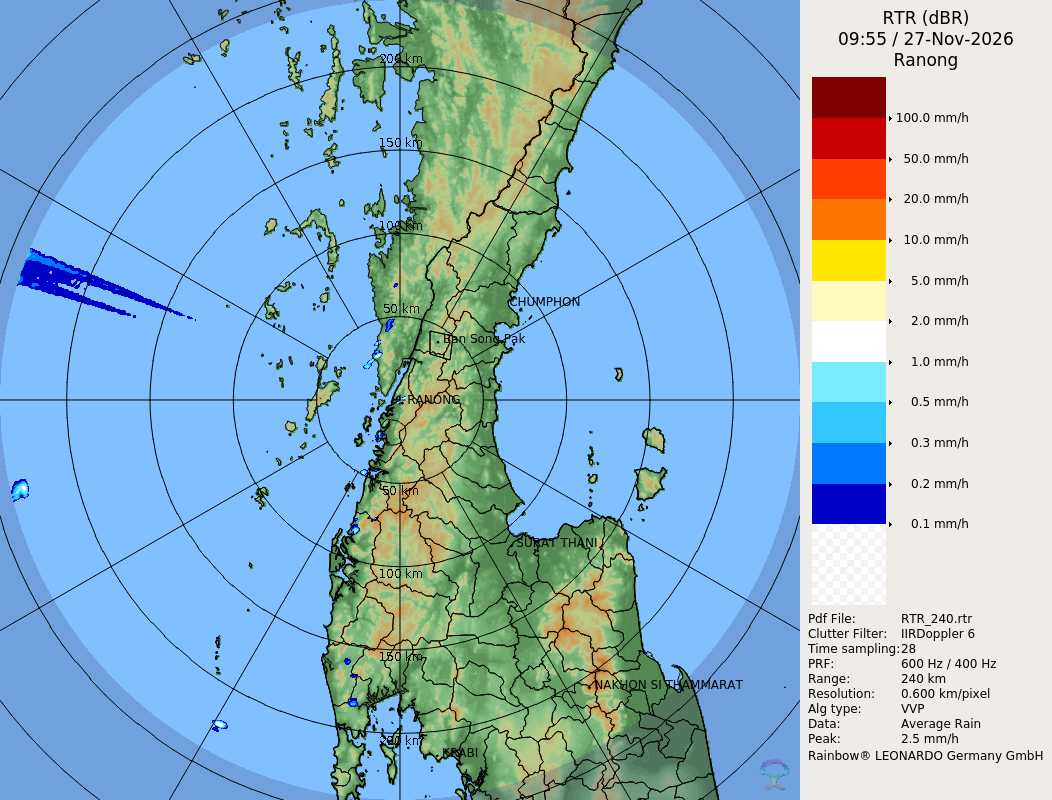 RTR (dBR)
09:55 / 27-Nov-2026
Ranong
100.0 mm/h
50.0 mm/h
20.0 mm/h
10.0 mm/h
5.0 mm/h
2.0 mm/h
1.0 mm/h
0.5 mm/h
0.3 mm/h
0.2 mm/h
0.1 mm/h
Pdf File: RTR_240.rtr
Clutter Filter: IIRDoppler 6
Time sampling: 28
PRF: 600 Hz / 400 Hz
Range: 240 km
Resolution: 0.600 km/pixel
Alg type: VVP
Data: Average Rain
Peak: 2.5 mm/h
Rainbow® LEONARDO Germany GmbH
200 km
150 km
100 km
50 km
CHUMPHON
Ban Song Pak
RANONG
50 km
SURAT THANI
100 km
150 km
NAKHON SI THAMMARAT
200 km
KRABI